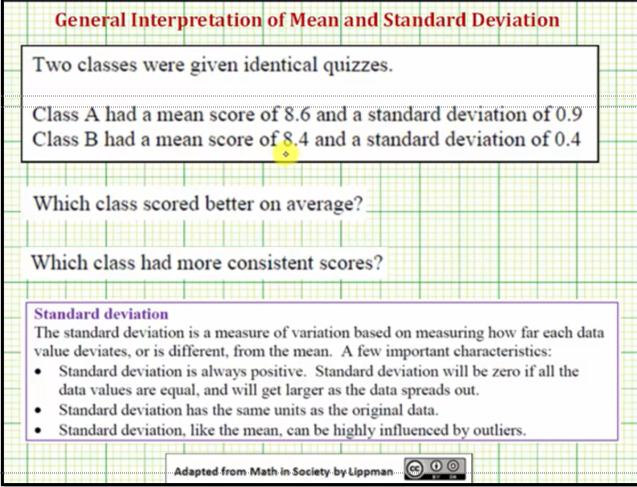 General Interpretation of Mean and Standard Deviation
Two classes were given identical quizzes.
Class A had a mean score of 8.6 and a standard deviation of 0.9
Class B had a mean score of 8.4 and a standard deviation of 0.4
Which class scored better on average?
Which class had more consistent scores?
Standard deviation
The standard deviation is a measure of variation based on measuring how far each data
value deviates, or is different, from the mean. A few important characteristics:
• Standard deviation is always positive. Standard deviation will be zero if all the
data values are equal, and will get larger as the data spreads out.
• Standard deviation has the same units as the original data.
• Standard deviation, like the mean, can be highly influenced by outliers.
Adapted from Math in Society by Lippman